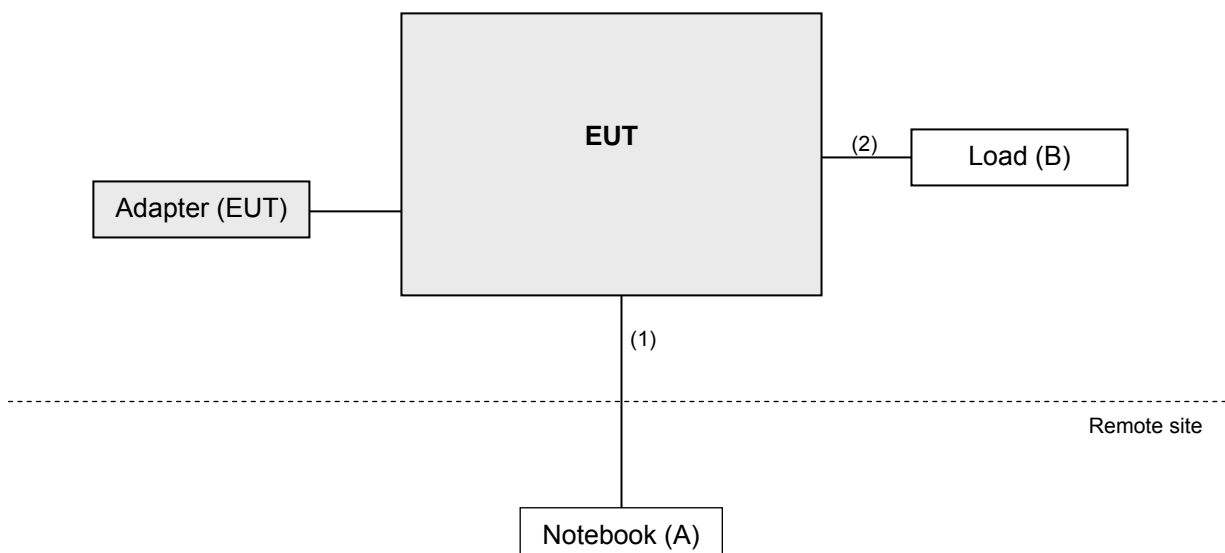 EUT
(2)
Load (B)
Adapter (EUT)
(1)
Remote site
Notebook (A)